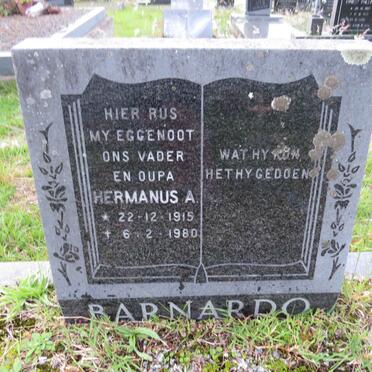 HIER RUS
MY EGGENOOT
ONS VADER
EN OUPA
HERMANUS A.
* 22-12-1915
✝ 6-2-1980
WAT HY KON
HET HY GEDOEN
BARNARDO